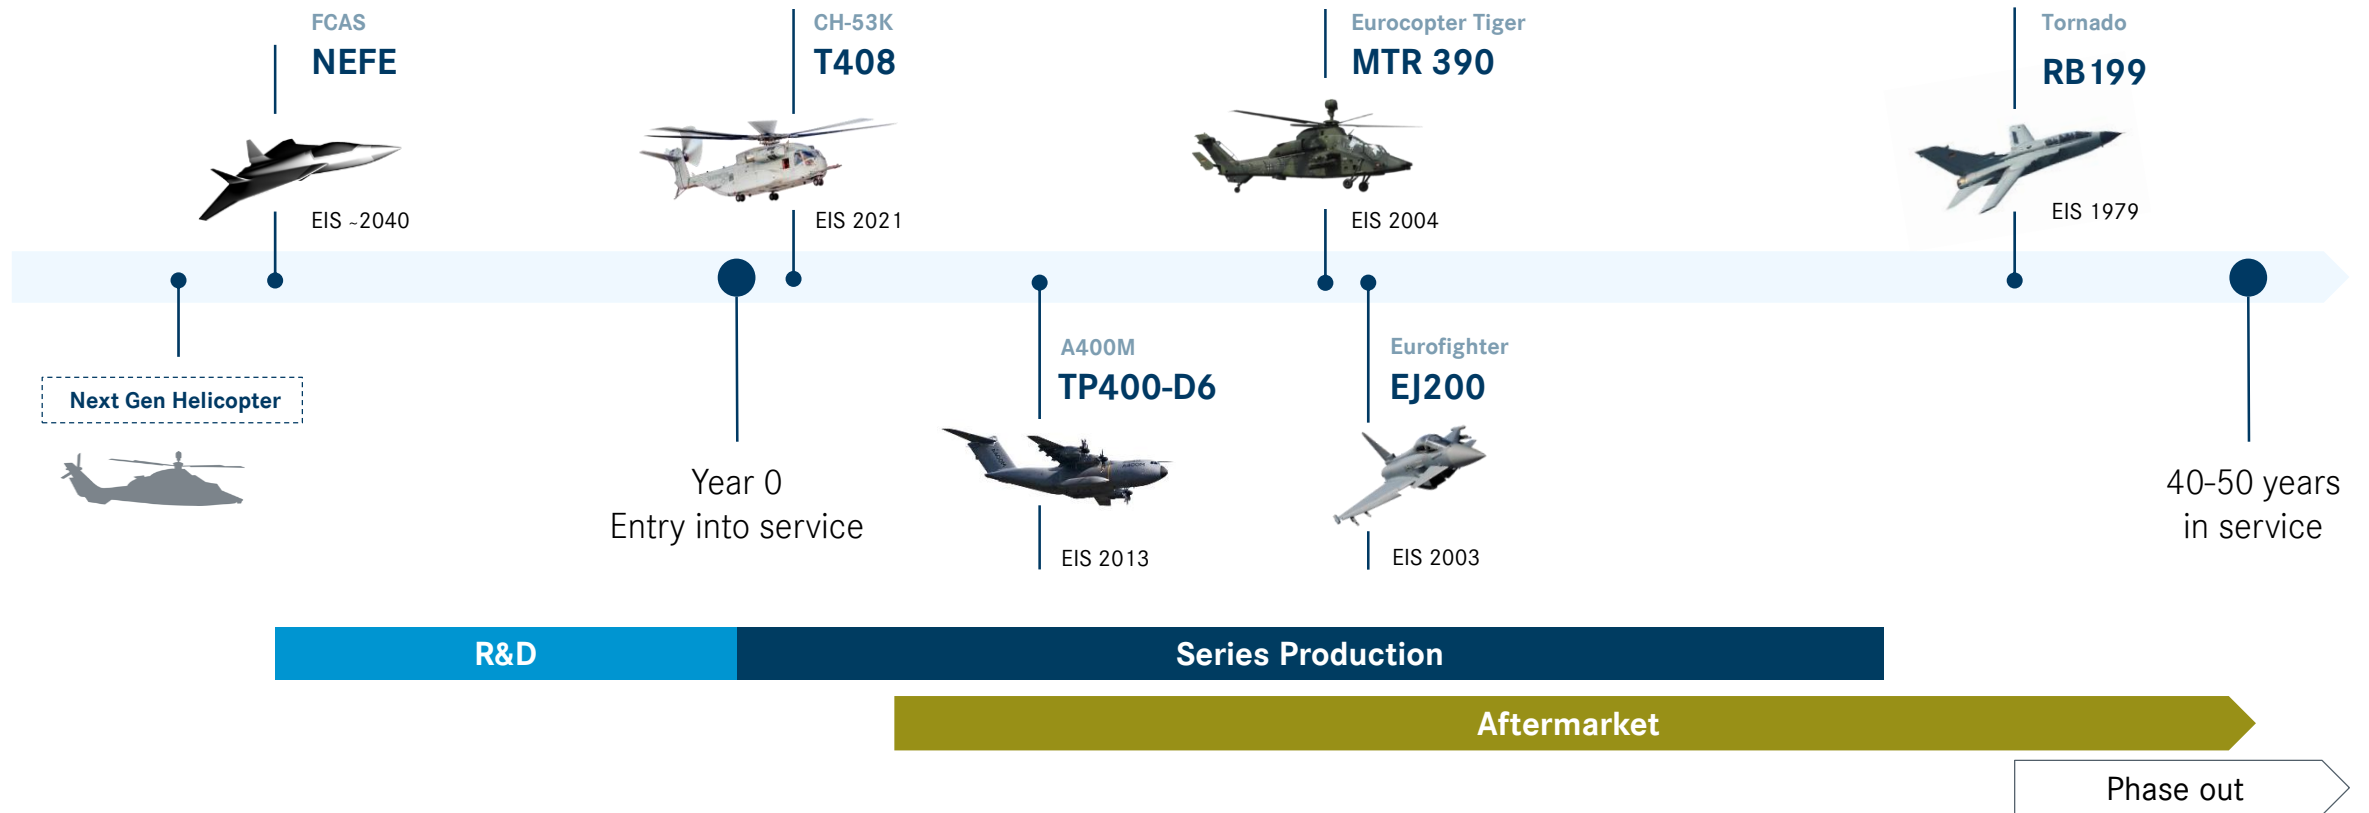 FCAS
NEFE
EIS ~2040
CH-53K
T408
EIS 2021
Eurocopter Tiger
MTR 390
EIS 2004
Tornado
RB199
EIS 1979
Next Gen Helicopter
Year 0
Entry into service
A400M
TP400-D6
EIS 2013
Eurofighter
EJ200
EIS 2003
40-50 years
in service
R&D
Series Production
Aftermarket
Phase out